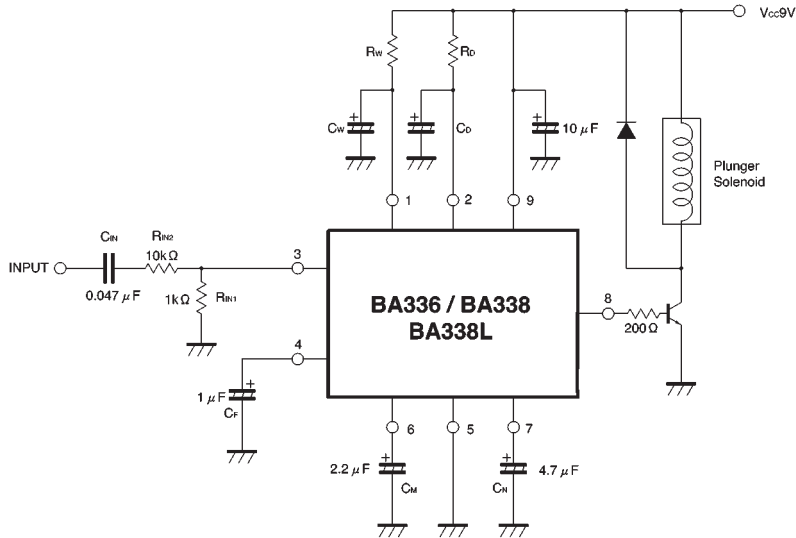 Vcc9V
RW
RD
CW
CD
10 µF
Plunger
Solenoid
1
2
9
CIN
RIN2
10kΩ
3
INPUT
0.047 µF
1kΩ
RIN1
BA336 / BA338
BA338L
8
200Ω
4
1 µF
CF
6
5
7
2.2 µF
CM
CN
4.7 µF